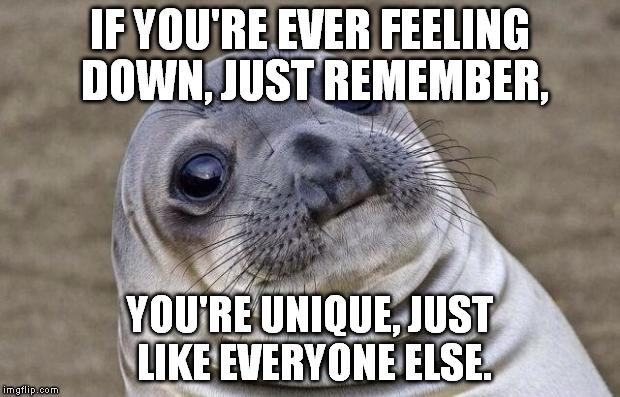 IF YOU'RE EVER FEELING
DOWN, JUST REMEMBER,
YOU'RE UNIQUE, JUST
LIKE EVERYONE ELSE.
imgflip.com